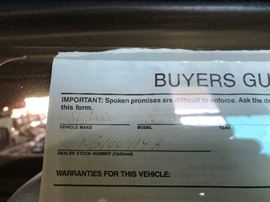 BUYERS GU
IMPORTANT: Spoken promises are difficult to enforce. Ask the de
this form.
VEHICLE MAKE MODEL YEAR
DEALER STOCK NUMBER (Optional)
WARRANTIES FOR THIS VEHICLE: